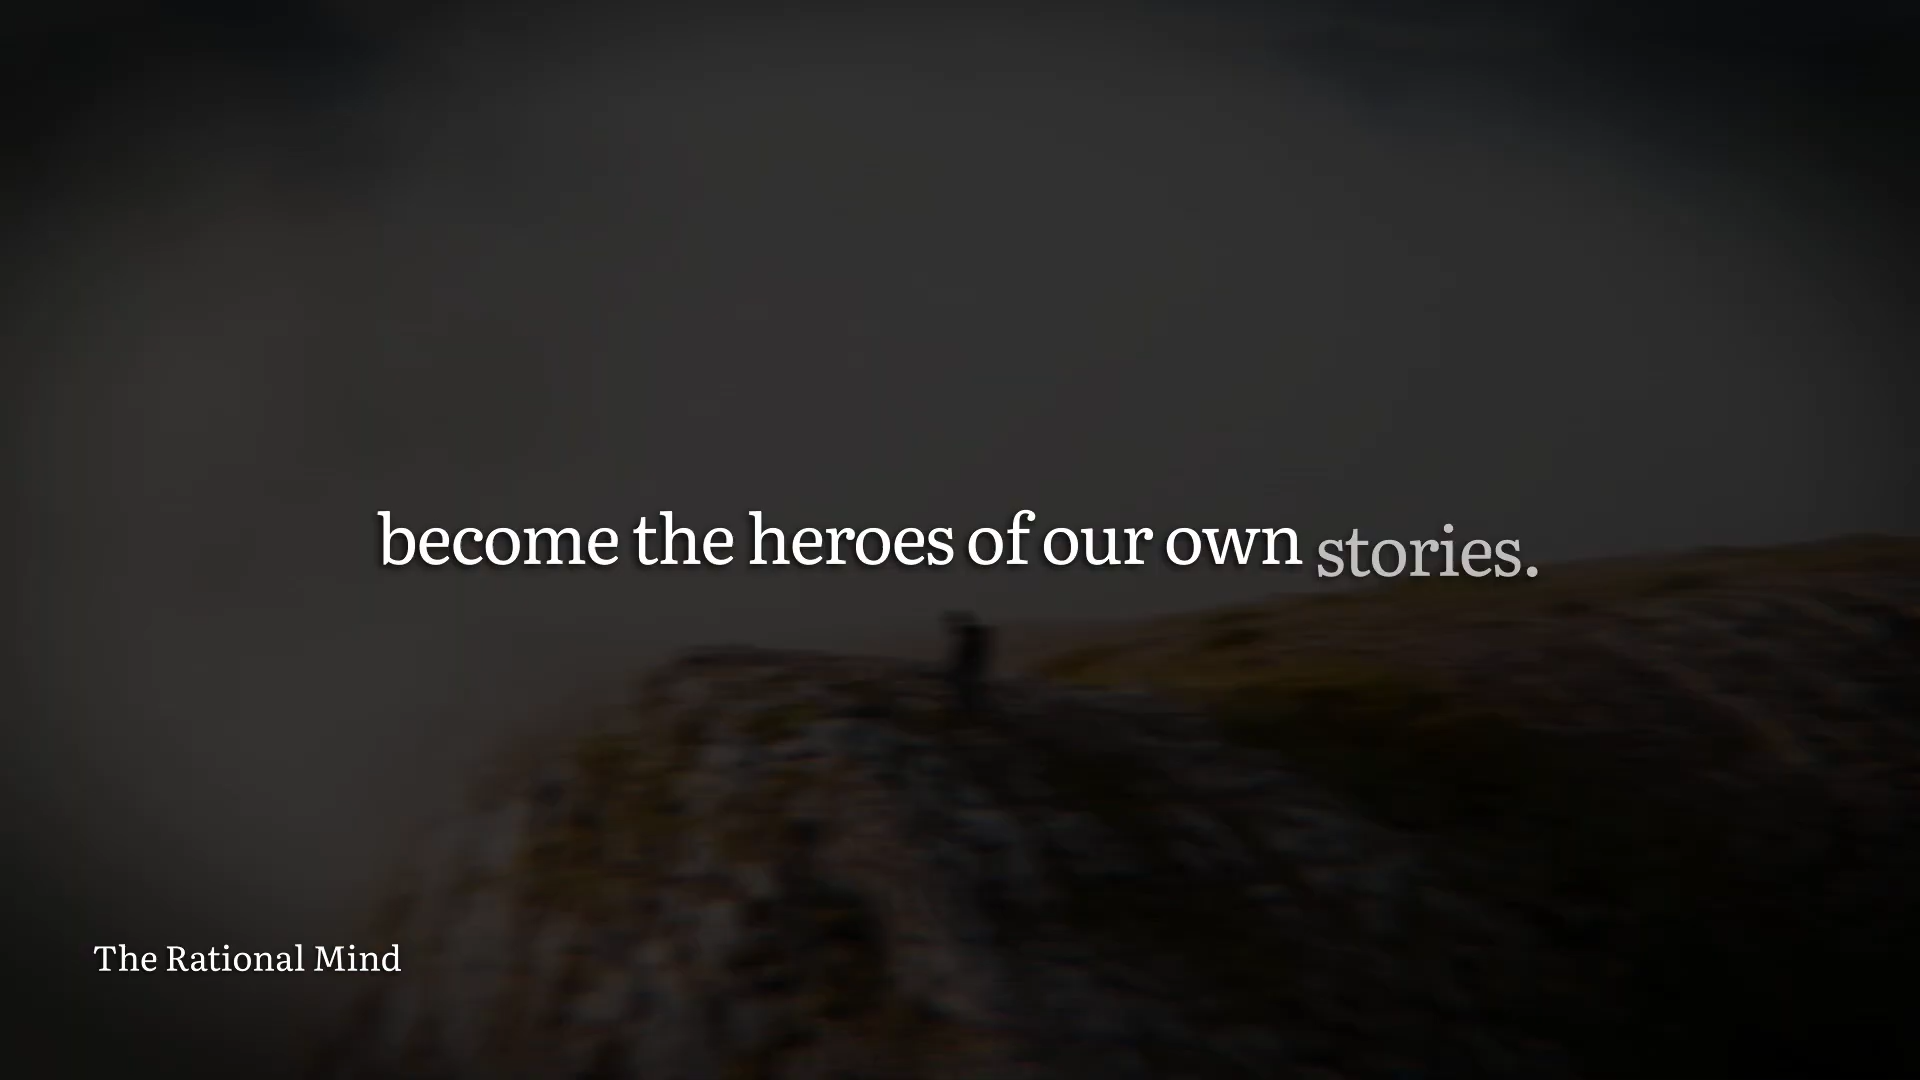 become the heroes of our own stories.
The Rational Mind